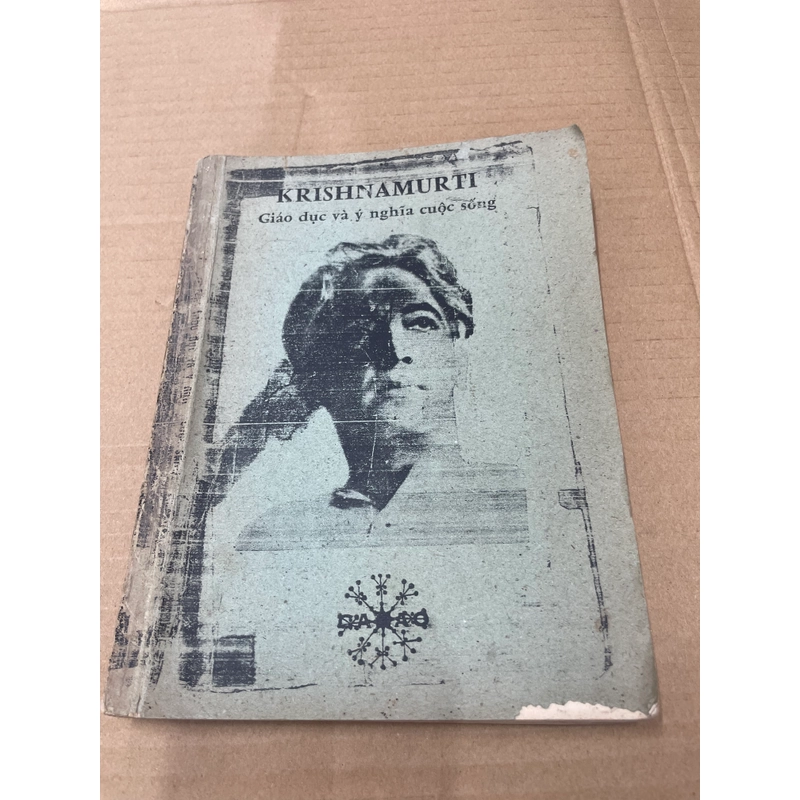 KRISHNAMURTI
Giáo dục và ý nghĩa cuộc sống